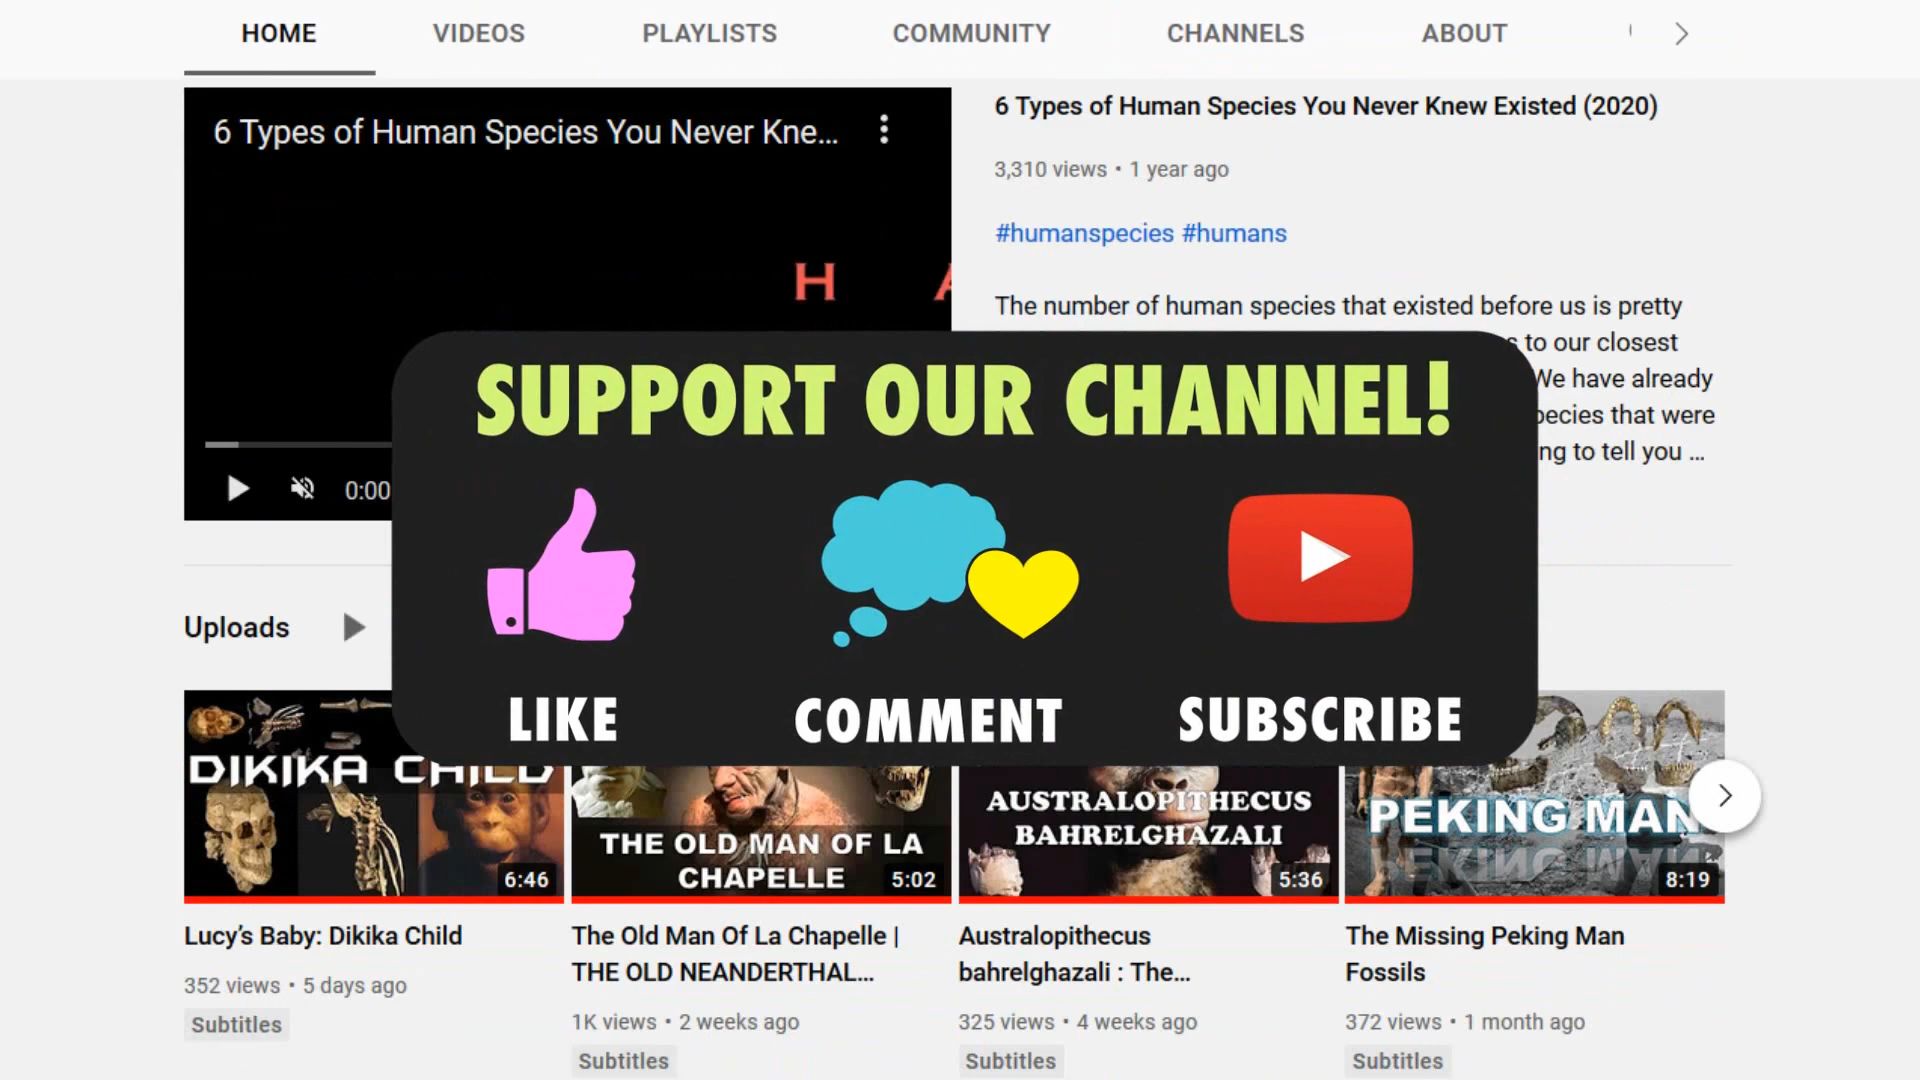 HOME VIDEOS PLAYLISTS COMMUNITY CHANNELS ABOUT
6 Types of Human Species You Never Kne...
H
6 Types of Human Species You Never Knew Existed (2020)
3,310 views • 1 year ago
#humanspecies #humans
The number of human species that existed before us is pretty
to our closest
We have already
species that were
to tell you ...
0:00
SUPPORT OUR CHANNEL!
LIKE COMMENT SUBSCRIBE
Uploads
DIKIKA CHILD
6:46
THE OLD MAN OF LA
CHAPELLE
5:02
AUSTRALOPITHECUS
BAHRELGHAZALI
5:36
PEKING MAN
8:19
Lucy's Baby: Dikika Child
352 views • 5 days ago
Subtitles
The Old Man Of La Chapelle |
THE OLD NEANDERTHAL...
1K views • 2 weeks ago
Subtitles
Australopithecus
bahrelghazali : The...
325 views • 4 weeks ago
Subtitles
The Missing Peking Man
Fossils
372 views • 1 month ago
Subtitles